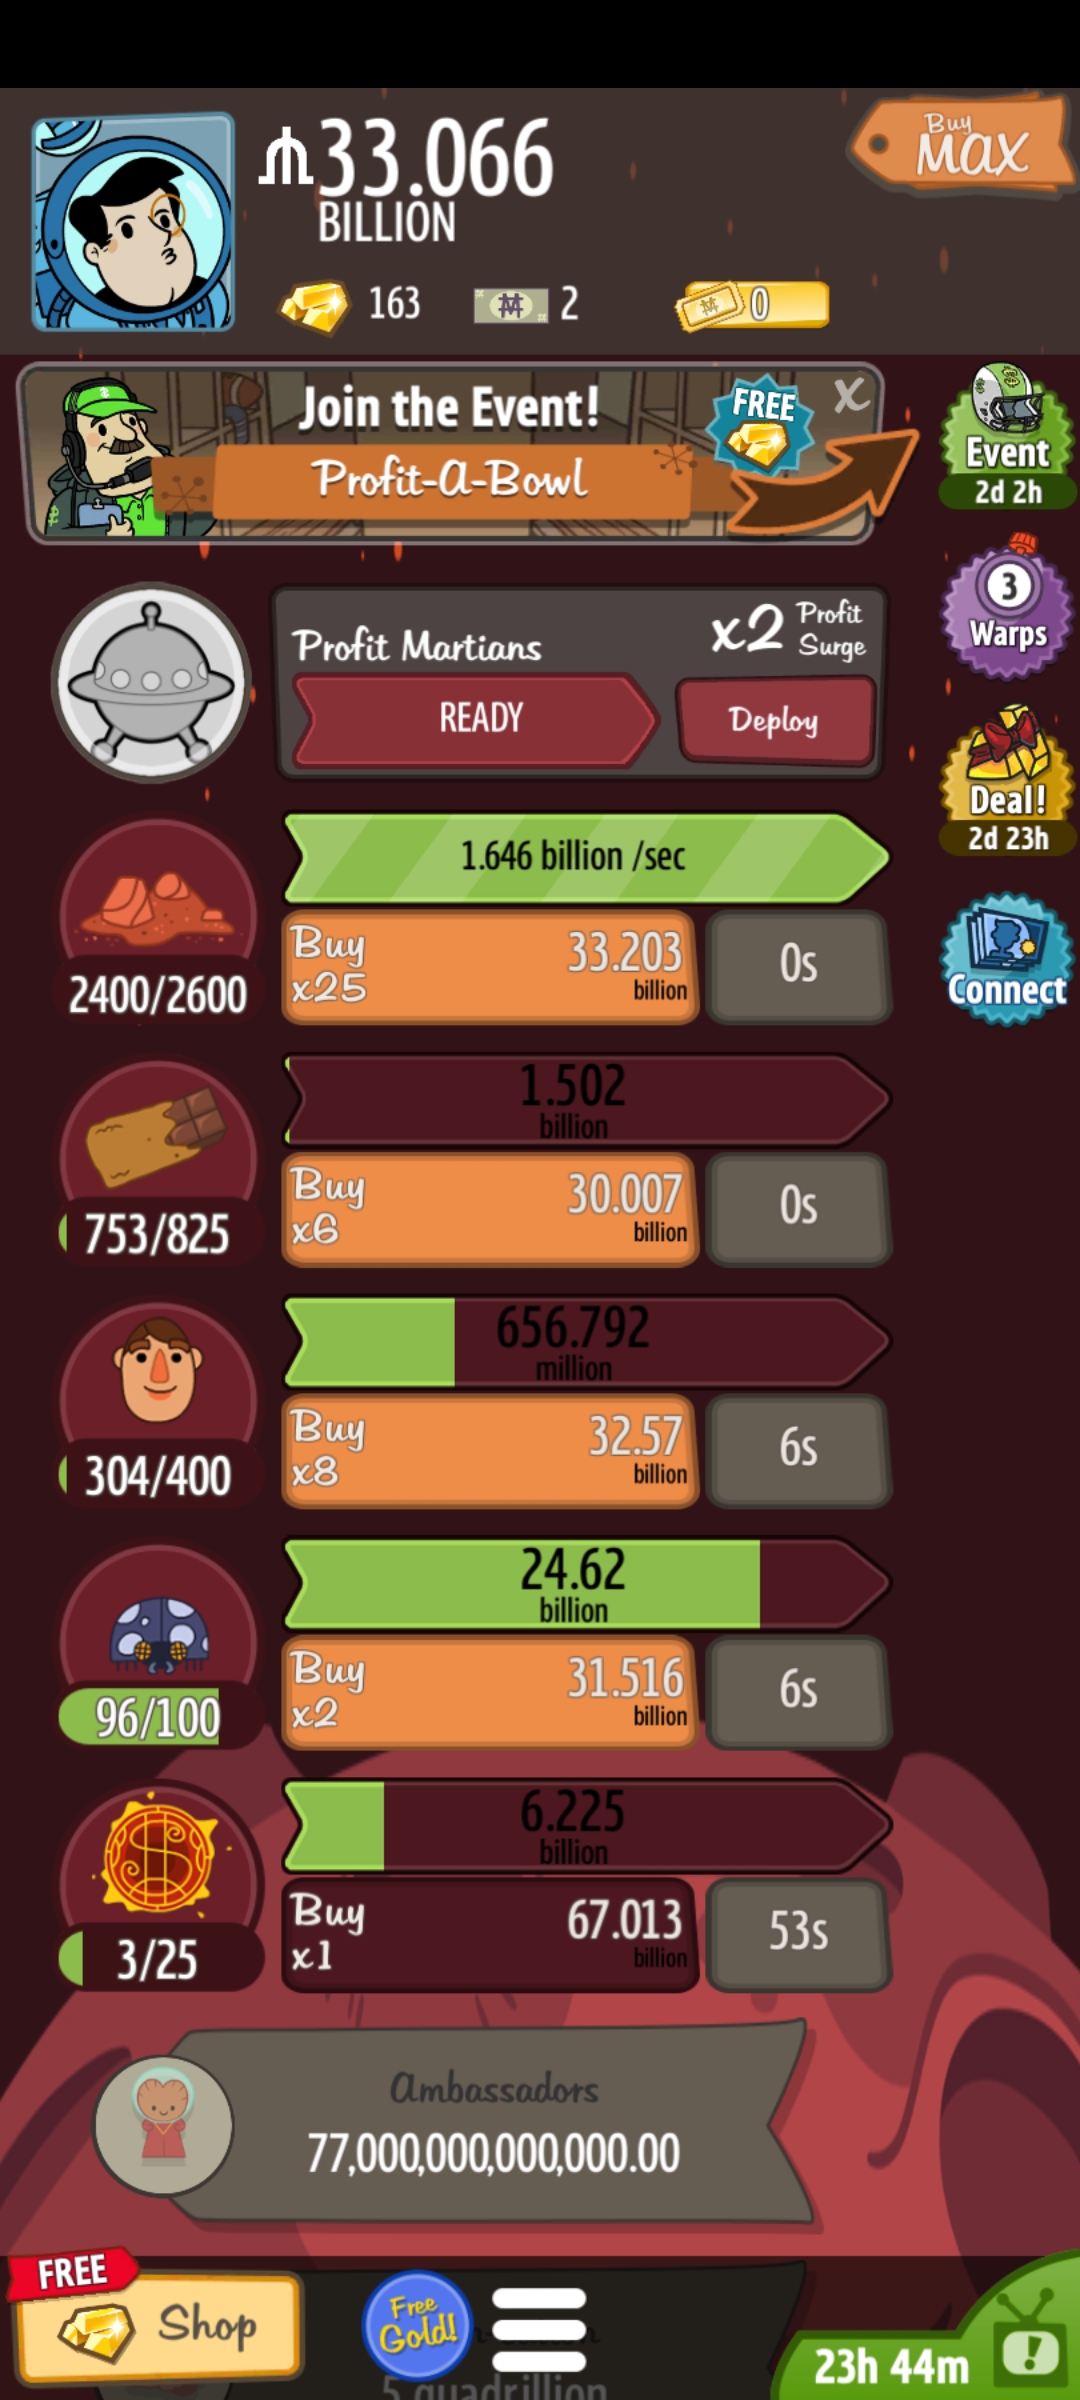 33.066
BILLION
Buy
MAX
163
2
0
Join the Event!
Profit-A-Bowl
FREE
X
Event
2d 2h
3
Warps
Profit Martians
x2 Profit
Surge
READY
Deploy
Deal!
2d 23h
1.646 billion /sec
Buy
x25
33.203
billion
0s
2400/2600
Connect
1.502
billion
Buy
x6
30.007
billion
0s
753/825
656.792
million
Buy
x8
32.57
billion
6s
304/400
24.62
billion
Buy
x2
31.516
billion
6s
96/100
6.225
billion
Buy
x1
67.013
billion
53s
3/25
Ambassadors
77,000,000,000,000.00
FREE
Shop
Free
Gold!
5 quadrillion
23h 44m